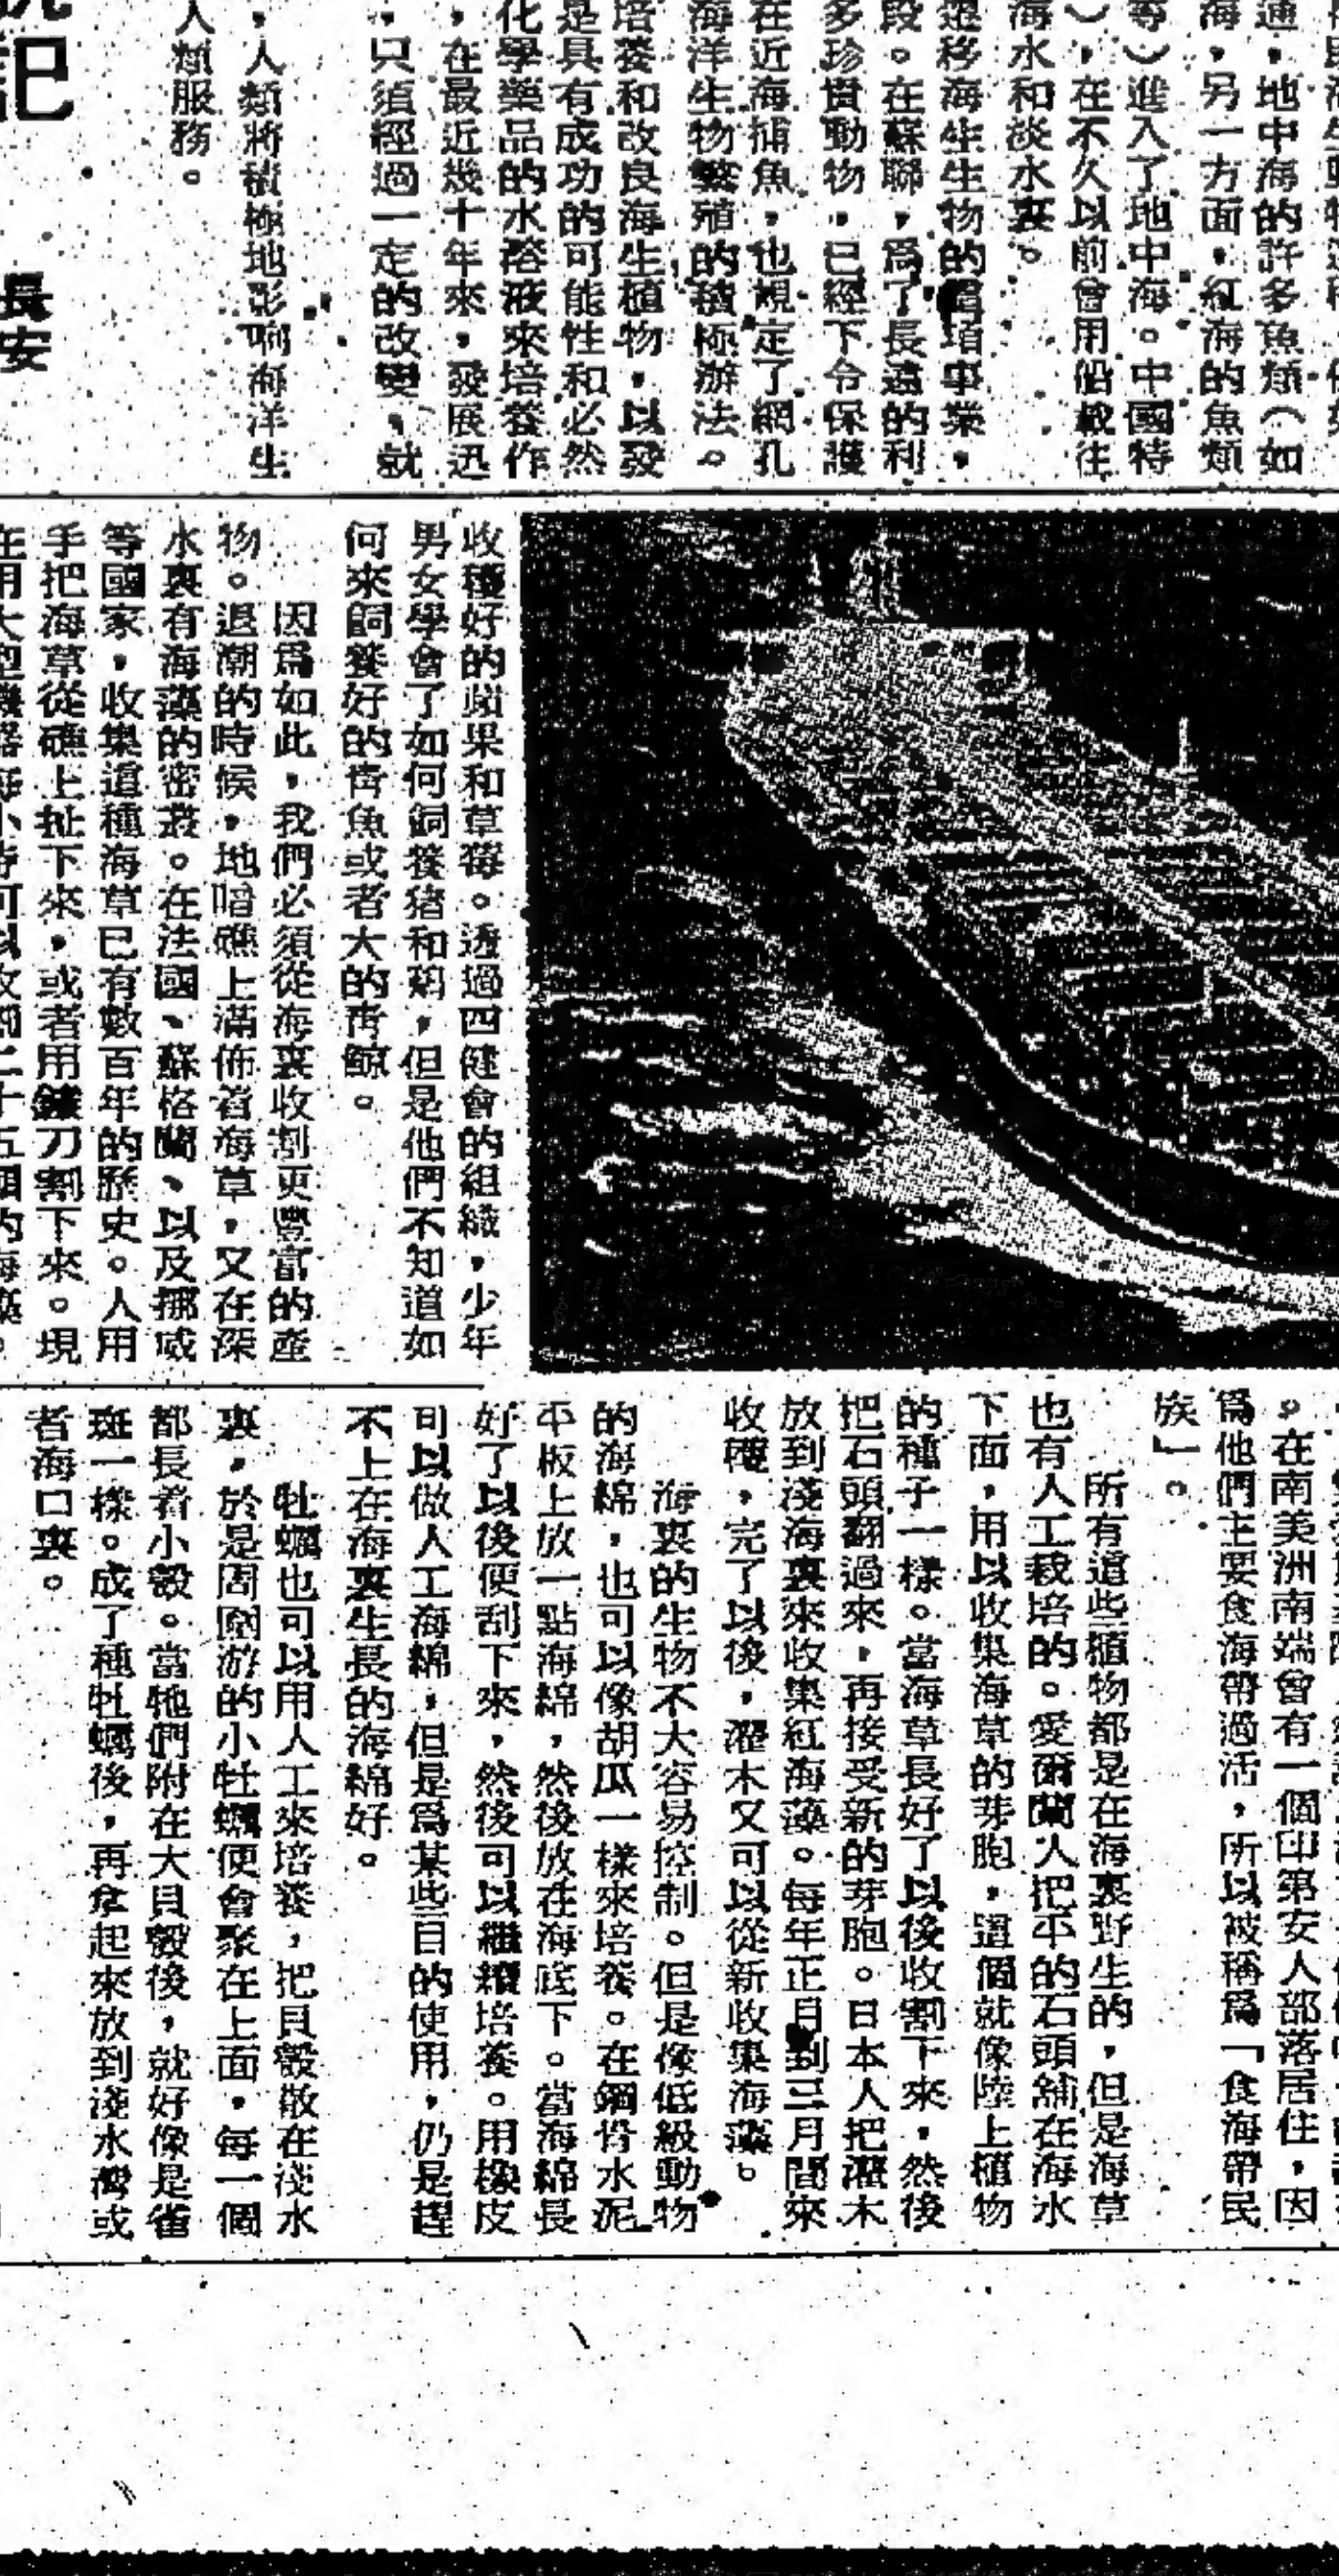 通，地中海的許多魚類（如
海，另一方面，紅海的魚類
等）進入了地中海。中國特
），在不久以前曾用船載往
海水和淡水裏。
遷移海生生物的這項事業，
段。在蘇聯，爲了長遠的利
多珍貴動物，已經下令保護
在近海捕魚，也規定了網孔
海洋生物繁殖的積極辦法。
培養和改良海生植物，以發
是具有成功的可能性和必然
化學藥品的水溶液來培養作
，在最近幾十年來，發展迅
，只須經過一定的改變，就
，人類將積極地影响海洋生
人類服務。
記
長安
收穫好的蘋果和草莓。透過四健會的組織，少年
男女學會了如何飼養猪和鷄，但是他們不知道如
何來飼養好的青魚或者大的青鯨。
因爲如此，我們必須從海裏收割更豐富的產
物。退潮的時候，地暗礁上滿佈着海草，又在深
水裏有海藻的密叢。在法國、蘇格蘭、以及挪威
等國家，收集這種海草已有數百年的歷史。人用
手把海草從礁上扯下來，或者用鐮刀割下來。現
在用大型機器每小時可以收割二十五噸的海藻。
。在南美洲南端曾有一個印第安人部落居住，因
爲他們主要食海帶過活，所以被稱爲「食海帶民
族」。
所有這些植物都是在海裏野生的，但是海草
也有人工栽培的。愛爾蘭人把平的石頭舖在海水
下面，用以收集海草的芽胞，這個就像陸上植物
的種子一樣。當海草長好了以後收割下來，然後
把石頭翻過來，再接受新的芽胞。日本人把灌木
放到淺海裏來收集紅海藻。每年正月到三月間來
收穫，完了以後，灌木又可以從新收集海藻。
海裏的生物不大容易控制。但是像低級動物
的海綿，也可以像胡瓜一樣來培養。在鋼骨水泥
平板上放一點海綿，然後放在海底下。當海綿長
好了以後便刮下來，然後可以繼續培養。用橡皮
可以做人工海綿，但是爲某些目的使用，仍是趕
不上在海裏生長的海綿好。
牡蠣也可以用人工來培養，把貝殼散在淺水
裏，於是周圍游的小牡蠣便會聚在上面，每一個
都長着小殼。當牠們附在大貝殼後，就好像是雀
斑一樣。成了種牡蠣後，再拿起來放到淺水灣或
者海口裏。